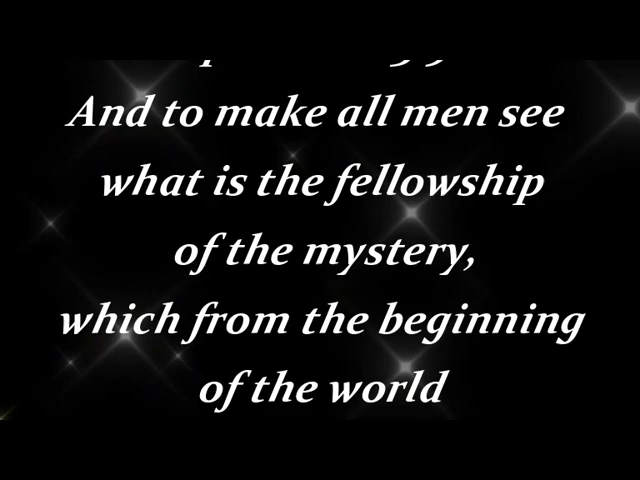 And to make all men see
what is the fellowship
of the mystery,
which from the beginning
of the world